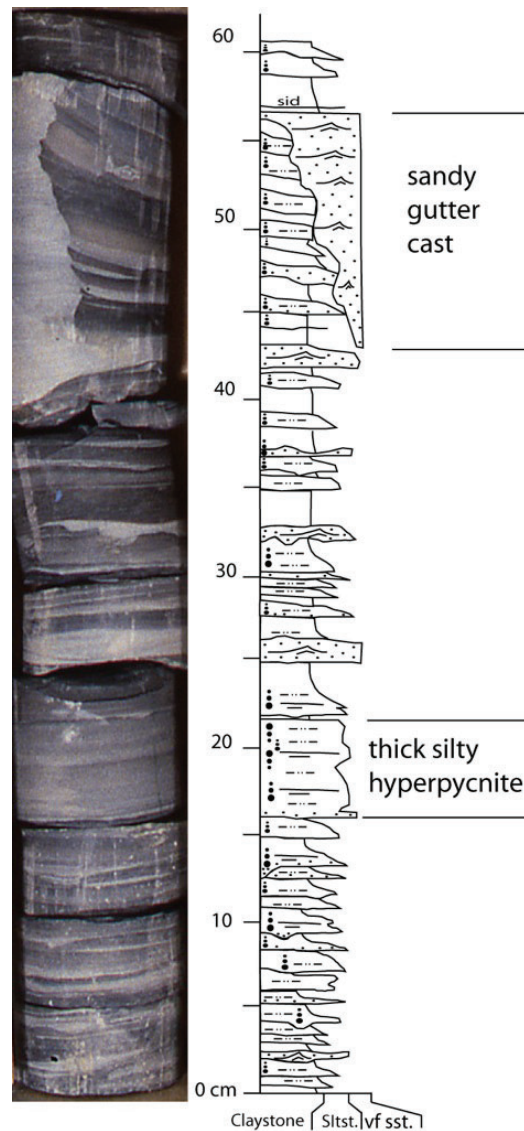 60
sid
sandy
gutter
cast
50
40
30
20
thick silty
hyperpycnite
10
0 cm
Claystone Sltst. vf sst.